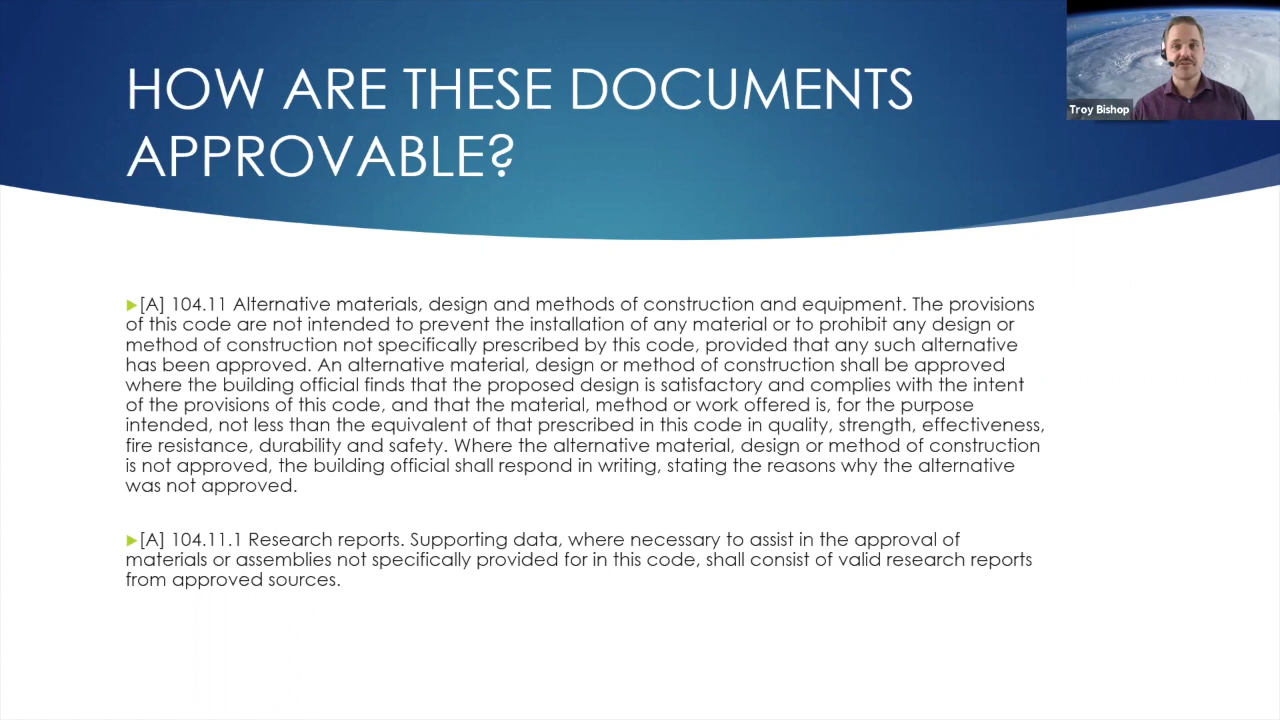 HOW ARE THESE DOCUMENTS
APPROVABLE?
Troy Bishop
[A] 104.11 Alternative materials, design and methods of construction and equipment. The provisions
of this code are not intended to prevent the installation of any material or to prohibit any design or
method of construction not specifically prescribed by this code, provided that any such alternative
has been approved. An alternative material, design or method of construction shall be approved
where the building official finds that the proposed design is satisfactory and complies with the intent
of the provisions of this code, and that the material, method or work offered is, for the purpose
intended, not less than the equivalent of that prescribed in this code in quality, strength, effectiveness,
fire resistance, durability and safety. Where the alternative material, design or method of construction
is not approved, the building official shall respond in writing, stating the reasons why the alternative
was not approved.
[A] 104.11.1 Research reports. Supporting data, where necessary to assist in the approval of
materials or assemblies not specifically provided for in this code, shall consist of valid research reports
from approved sources.